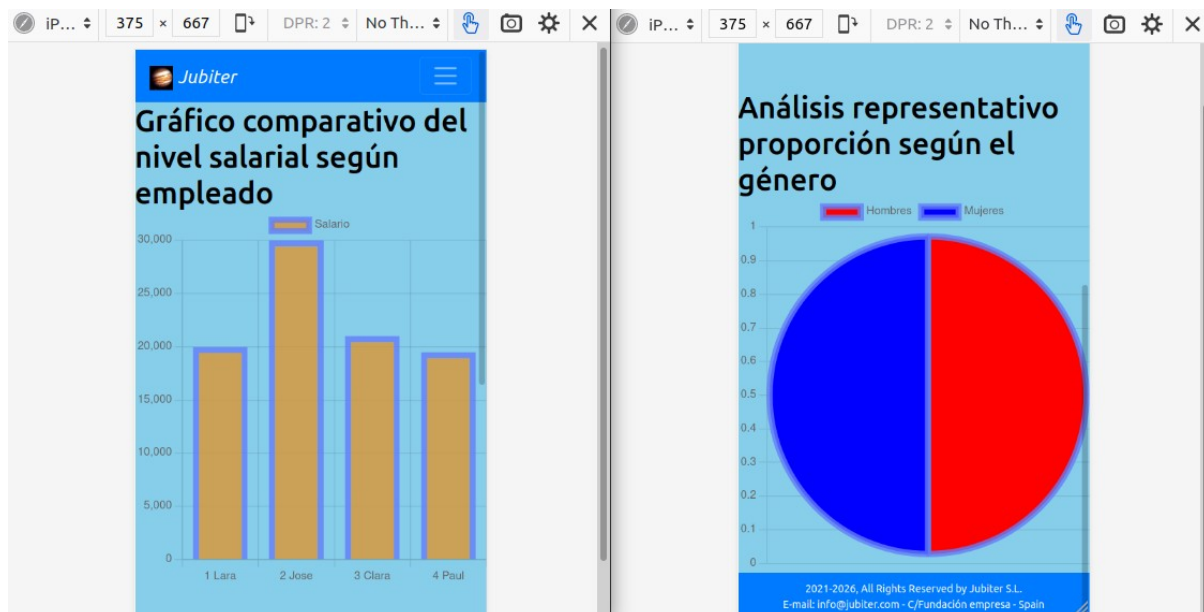 iP... 375 × 667 DPR: 2 No Th...
Jubiter
Gráfico comparativo del
nivel salarial según
empleado
Salario
30,000
25,000
20,000
15,000
10,000
5,000
0
1 Lara 2 Jose 3 Clara 4 Paul
iP... 375 × 667 DPR: 2 No Th...
Análisis representativo
proporción según el
género
Hombres Mujeres
1
0.9
0.8
0.7
0.6
0.5
0.4
0.3
0.2
0.1
0
2021-2026, All Rights Reserved by Jubiter S.L.
E-mail: info@jubiter.com - C/Fundación empresa - Spain